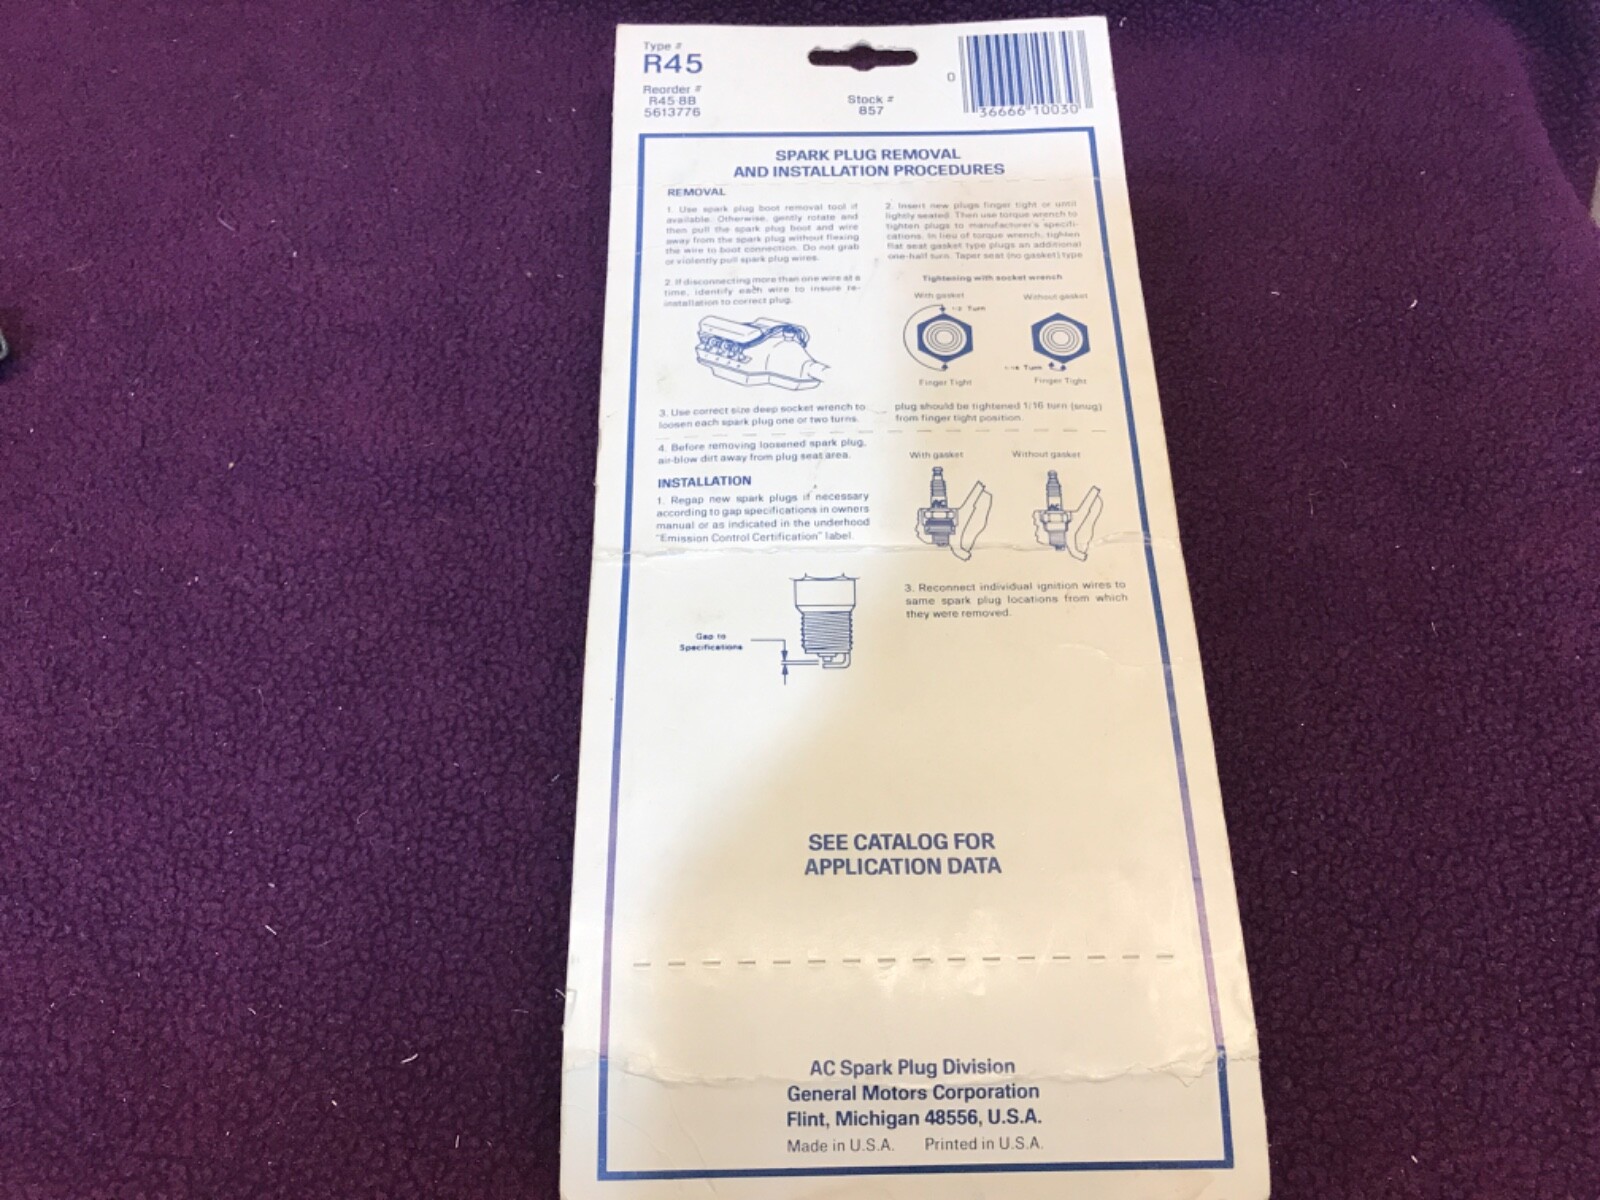 Type #
R45
Reorder #
R45-8B
5613776
Stock #
857
0
36666 10030
SPARK PLUG REMOVAL
AND INSTALLATION PROCEDURES
REMOVAL
1. Use spark plug boot removal tool if
available. Otherwise, gently rotate and
then pull the spark plug boot and wire
away from the spark plug without flexing
the wire to boot connection. Do not grab
or violently pull spark plug wires.
2. If disconnecting more than one wire at a
time, identify each wire to insure re-
installation to correct plug.
3. Use correct size deep socket wrench to
loosen each spark plug one or two turns.
4. Before removing loosened spark plug,
air-blow dirt away from plug seat area.
INSTALLATION
1. Regap new spark plugs if necessary
according to gap specifications in owners
manual or as indicated in the underhood
"Emission Control Certification" label.
Gap to
Specifications
2. Insert new plugs finger tight or until
lightly seated. Then use torque wrench to
tighten plugs to manufacturer's specifi-
cations. In lieu of torque wrench, tighten
flat seat gasket type plugs an additional
one-half turn. Taper seat (no gasket) type
Tightening with socket wrench
With gasket
Without gasket
1/2 Turn
1/16 Turn
Finger Tight
Finger Tight
plug should be tightened 1/16 turn (snug)
from finger tight position.
With gasket
Without gasket
AC
AC
3. Reconnect individual ignition wires to
same spark plug locations from which
they were removed.
SEE CATALOG FOR
APPLICATION DATA
AC Spark Plug Division
General Motors Corporation
Flint, Michigan 48556, U.S.A.
Made in U.S.A. Printed in U.S.A.